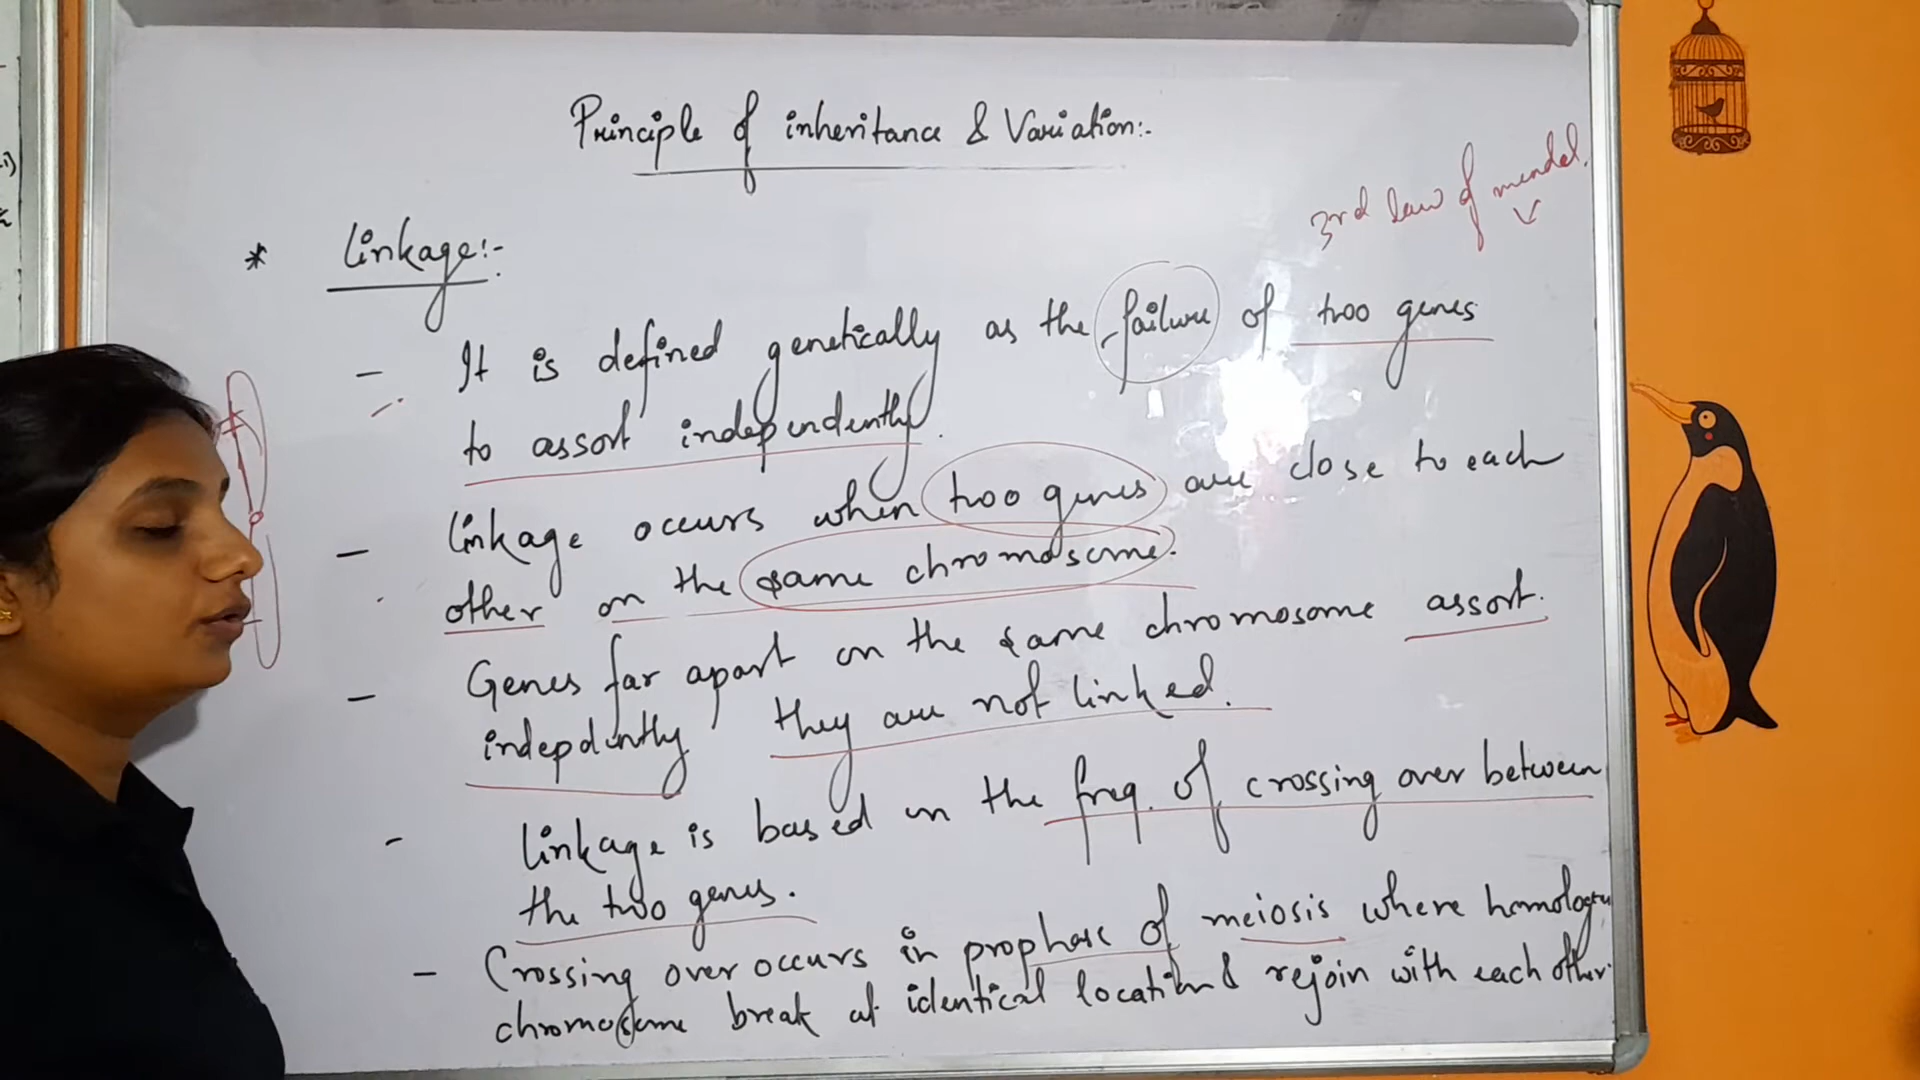 Principle of inheritance & Variation:-
3rd law of mendel.
* Linkage:-
- It is defined genetically as the failure of two genes
to assort independently.
- Linkage occurs when two genes are close to each
other on the same chromosome.
- Genes far apart on the same chromosome assort.
indepdintly they are not linked.
- Linkage is based on the freq. of crossing over between
the two genes.
- Crossing over occurs in prophase of meiosis where homologou
chromosome break at identical location & rejoin with each other.